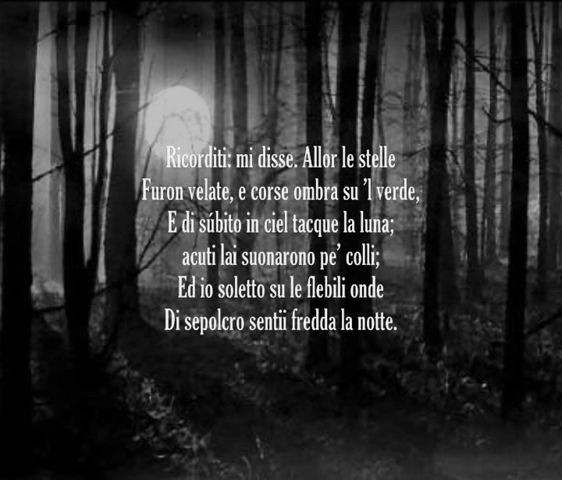 Ricorditi: mi disse. Allor le stelle
Furon velate, e corse ombra su 'l verde,
E di súbito in ciel tacque la luna;
acuti lai suonarono pe' colli;
Ed io soletto su le flebili onde
Di sepolcro sentii fredda la notte.